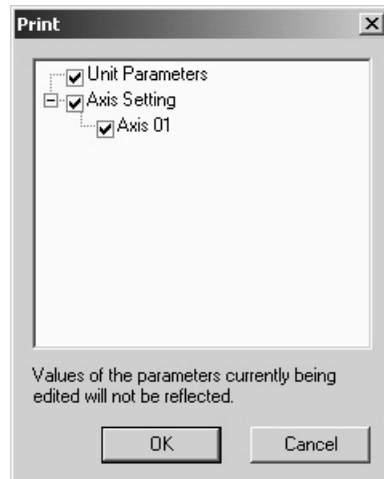 Print
Unit Parameters
Axis Setting
Axis 01
Values of the parameters currently being
edited will not be reflected.
OK
Cancel